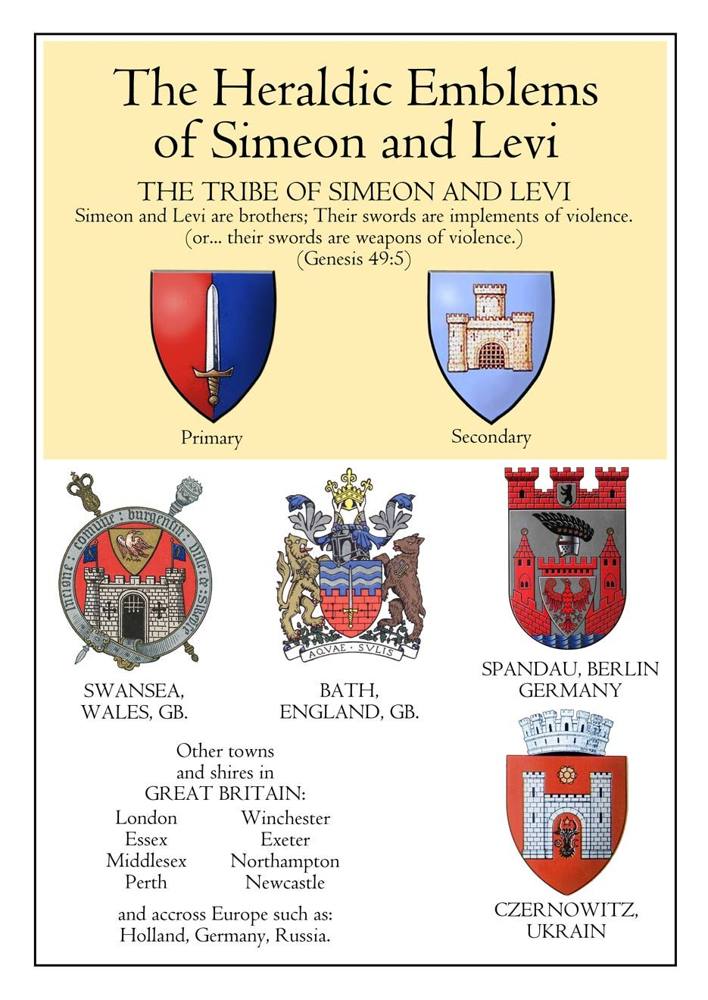 The Heraldic Emblems
of Simeon and Levi
THE TRIBE OF SIMEON AND LEVI
Simeon and Levi are brothers; Their swords are implements of violence.
(or... their swords are weapons of violence.)
(Genesis 49:5)
Primary
Secondary
comune : burgensiu : ville : de :
AQVAE · SVLIS
SWANSEA,
WALES, GB.
BATH,
ENGLAND, GB.
SPANDAU, BERLIN
GERMANY
Other towns
and shires in
GREAT BRITAIN:
London Winchester
Essex Exeter
Middlesex Northampton
Perth Newcastle
and accross Europe such as:
Holland, Germany, Russia.
CZERNOWITZ,
UKRAIN